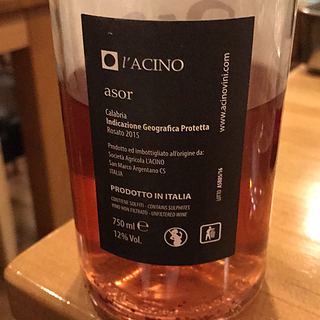 l'ACINO
asor
Calabria
Indicazione Geografica Protetta
Rosato 2015
Prodotto ed imbottigliato all'origine da:
Società Agricola L'ACINO
San Marco Argentano CS
ITALIA
PRODOTTO IN ITALIA
CONTIENE SOLFITI - CONTAINS SULPHITES
VINO NON FILTRATO - UNFILTERED WINE
750 ml e
12% Vol.
www.acinovini.com